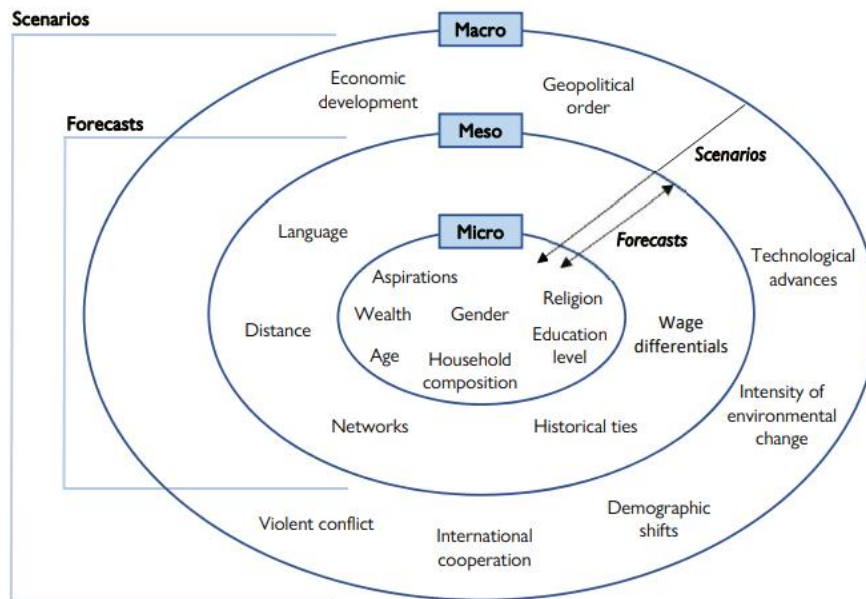 Scenarios
Macro
Economic
development
Geopolitical
order
Forecasts
Meso
Scenarios
Language
Micro
Forecasts
Technological
advances
Aspirations
Religion
Wealth
Gender
Distance
Education
level
Wage
differentials
Age
Household
composition
Intensity of
environmental
change
Networks
Historical ties
Violent conflict
International
cooperation
Demographic
shifts